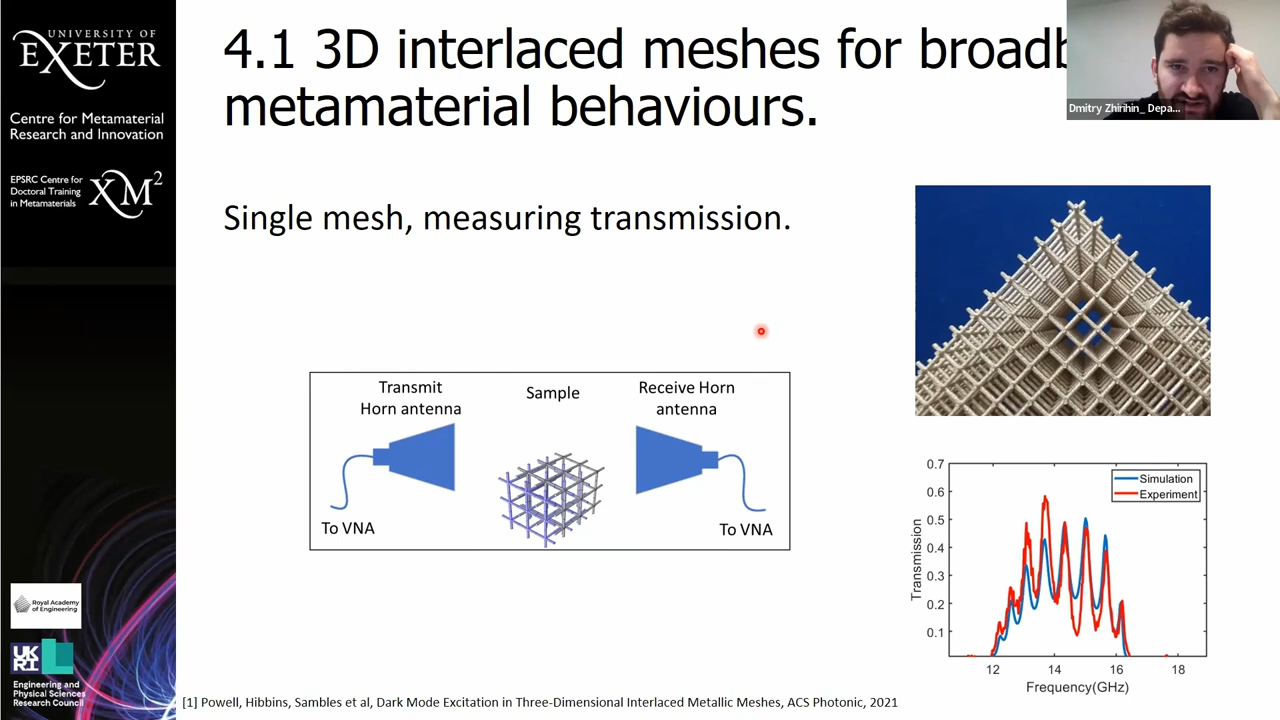 UNIVERSITY OF
EXETER
Centre for Metamaterial
Research and Innovation
EPSRC Centre for
Doctoral Training
in Metamaterials
XM²
4.1 3D interlaced meshes for broadb
metamaterial behaviours.
Dmitry Zhirihin_ Depa...
Single mesh, measuring transmission.
Transmit
Horn antenna
Sample
Receive Horn
antenna
To VNA
To VNA
0.7
0.6
0.5
0.4
0.3
0.2
0.1
Transmission
Simulation
Experiment
12
14
16
18
Frequency(GHz)
Royal Academy
of Engineering
UKRI
Engineering and
Physical Sciences
Research Council
[1] Powell, Hibbins, Sambles et al, Dark Mode Excitation in Three-Dimensional Interlaced Metallic Meshes, ACS Photonic, 2021